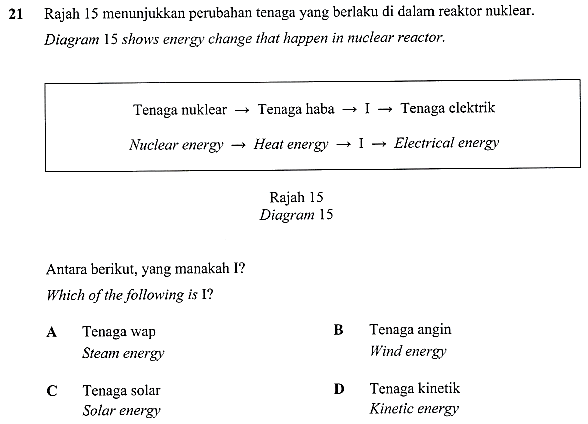 21 Rajah 15 menunjukkan perubahan tenaga yang berlaku di dalam reaktor nuklear.
Diagram 15 shows energy change that happen in nuclear reactor.
Tenaga nuklear → Tenaga haba → I → Tenaga elektrik
Nuclear energy → Heat energy → I → Electrical energy
Rajah 15
Diagram 15
Antara berikut, yang manakah I?
Which of the following is I?
A Tenaga wap
Steam energy
B Tenaga angin
Wind energy
C Tenaga solar
Solar energy
D Tenaga kinetik
Kinetic energy